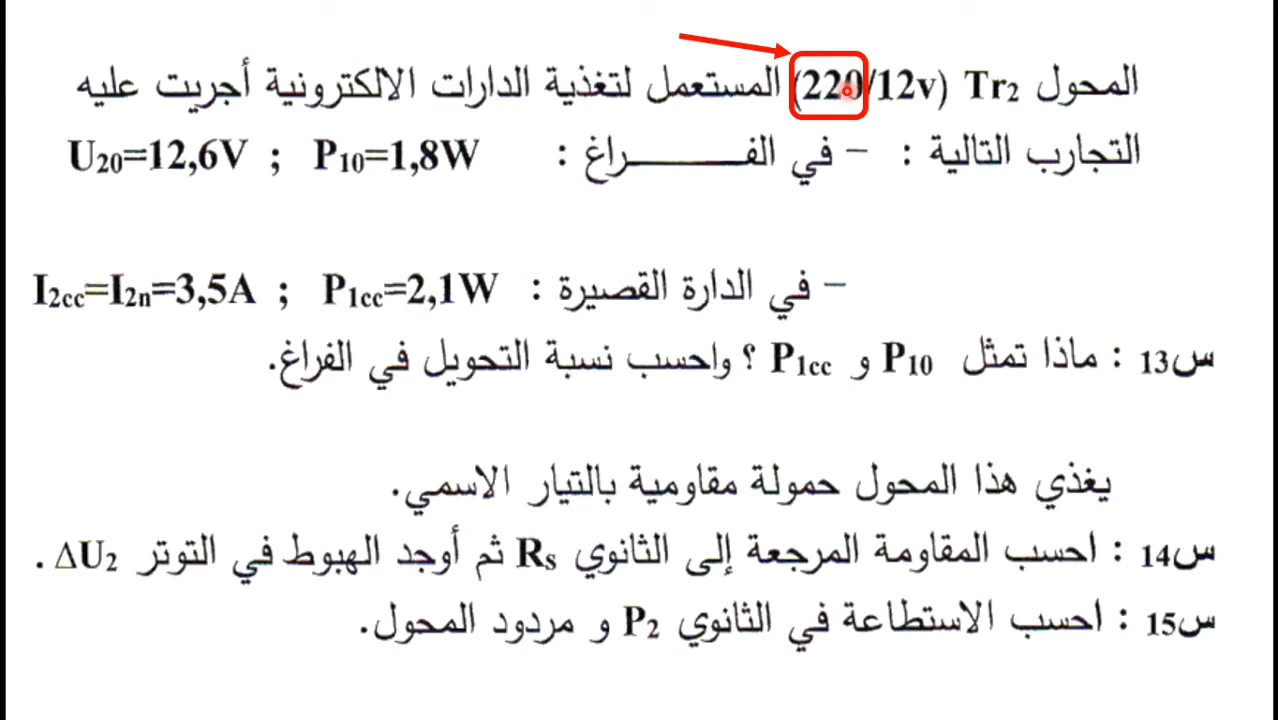 المحول Tr2 (220/12v) المستعمل لتغذية الدارات الالكترونية أجريت عليه
التجارب التالية : – في الفـــــــراغ : P10=1,8W ; U20=12,6V
– في الدارة القصيرة : P1cc=2,1W ; I2cc=I2n=3,5A
س13 : ماذا تمثل P10 و P1cc ؟ واحسب نسبة التحويل في الفراغ.
يغذي هذا المحول حمولة مقاومية بالتيار الاسمي.
س14 : احسب المقاومة المرجعة إلى الثانوي Rs ثم أوجد الهبوط في التوتر ΔU2 .
س15 : احسب الاستطاعة في الثانوي P2 و مردود المحول.